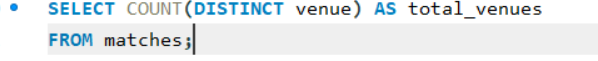 SELECT COUNT(DISTINCT venue) AS total_venues
FROM matches;